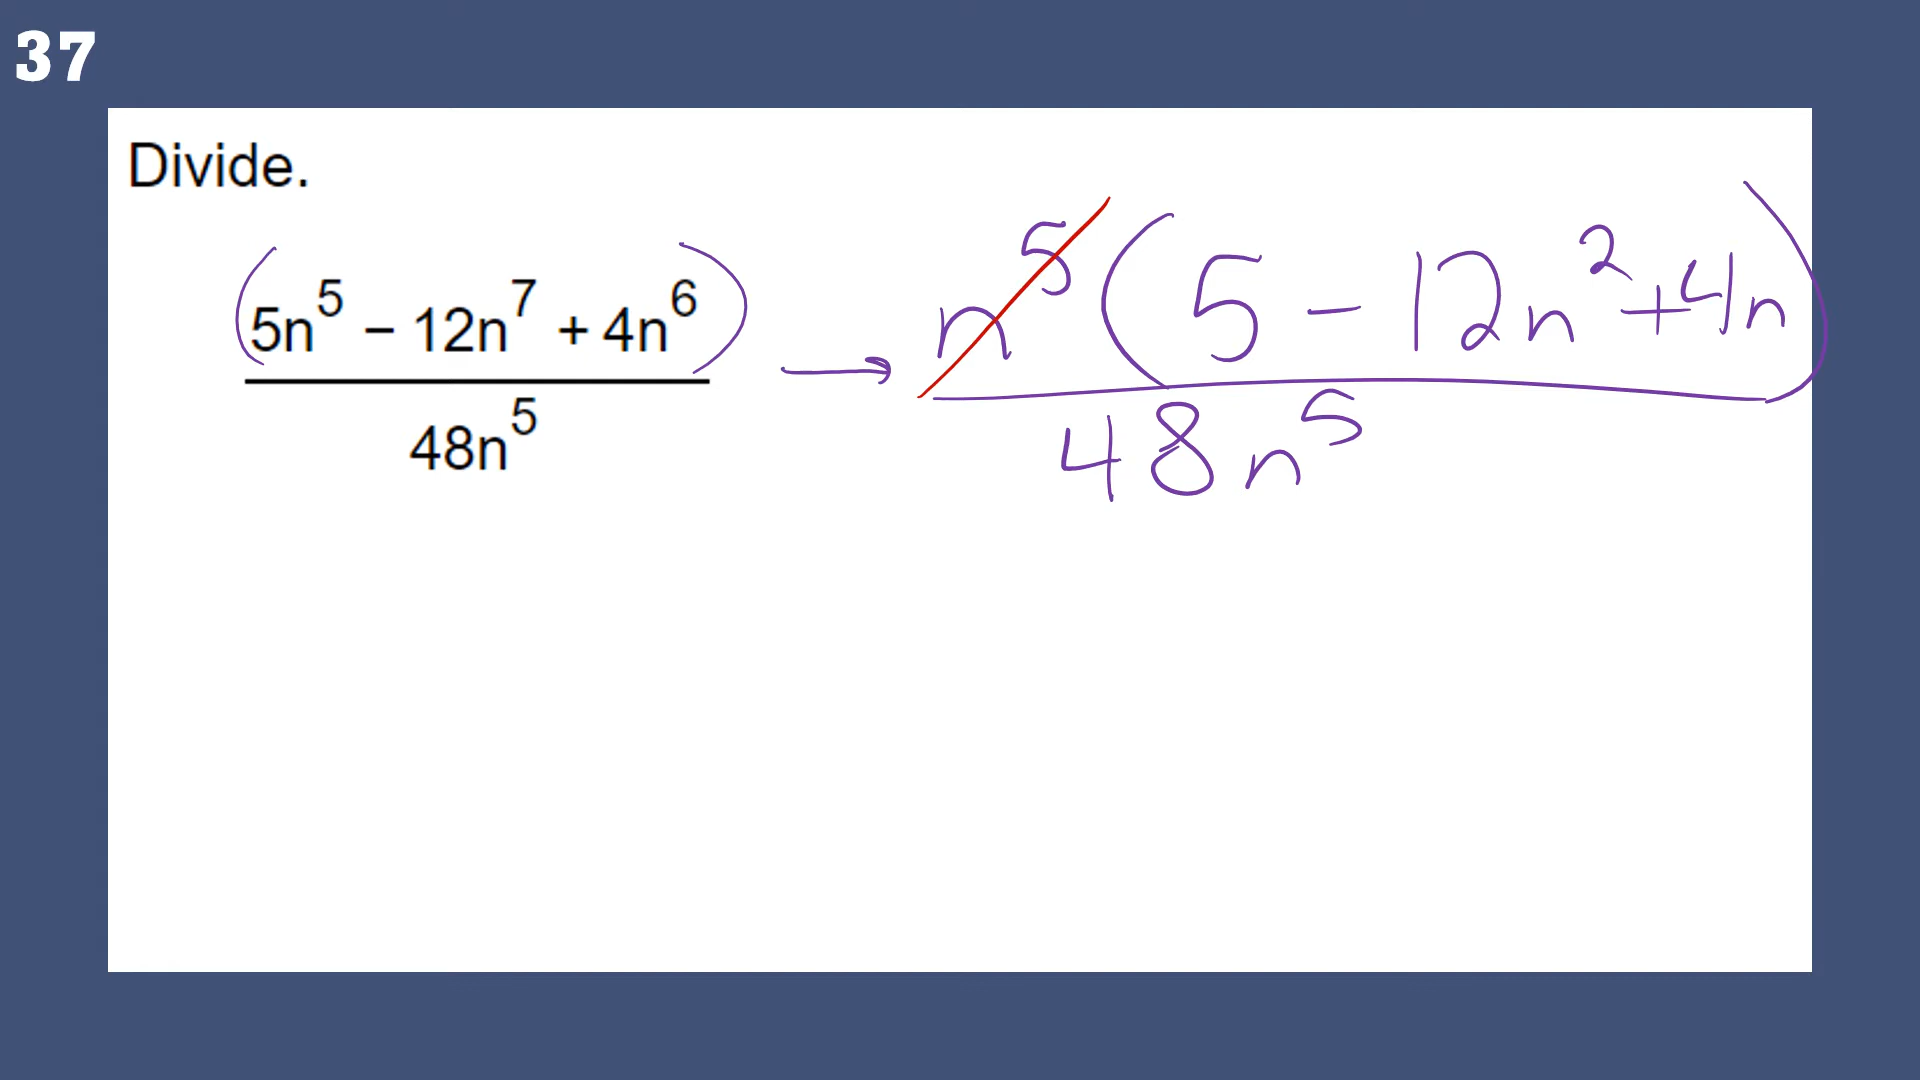 37
Divide.
(5n⁵ − 12n⁷ + 4n⁶) → n⁵(5 − 12n² + 4n)
48n⁵ 48n⁵